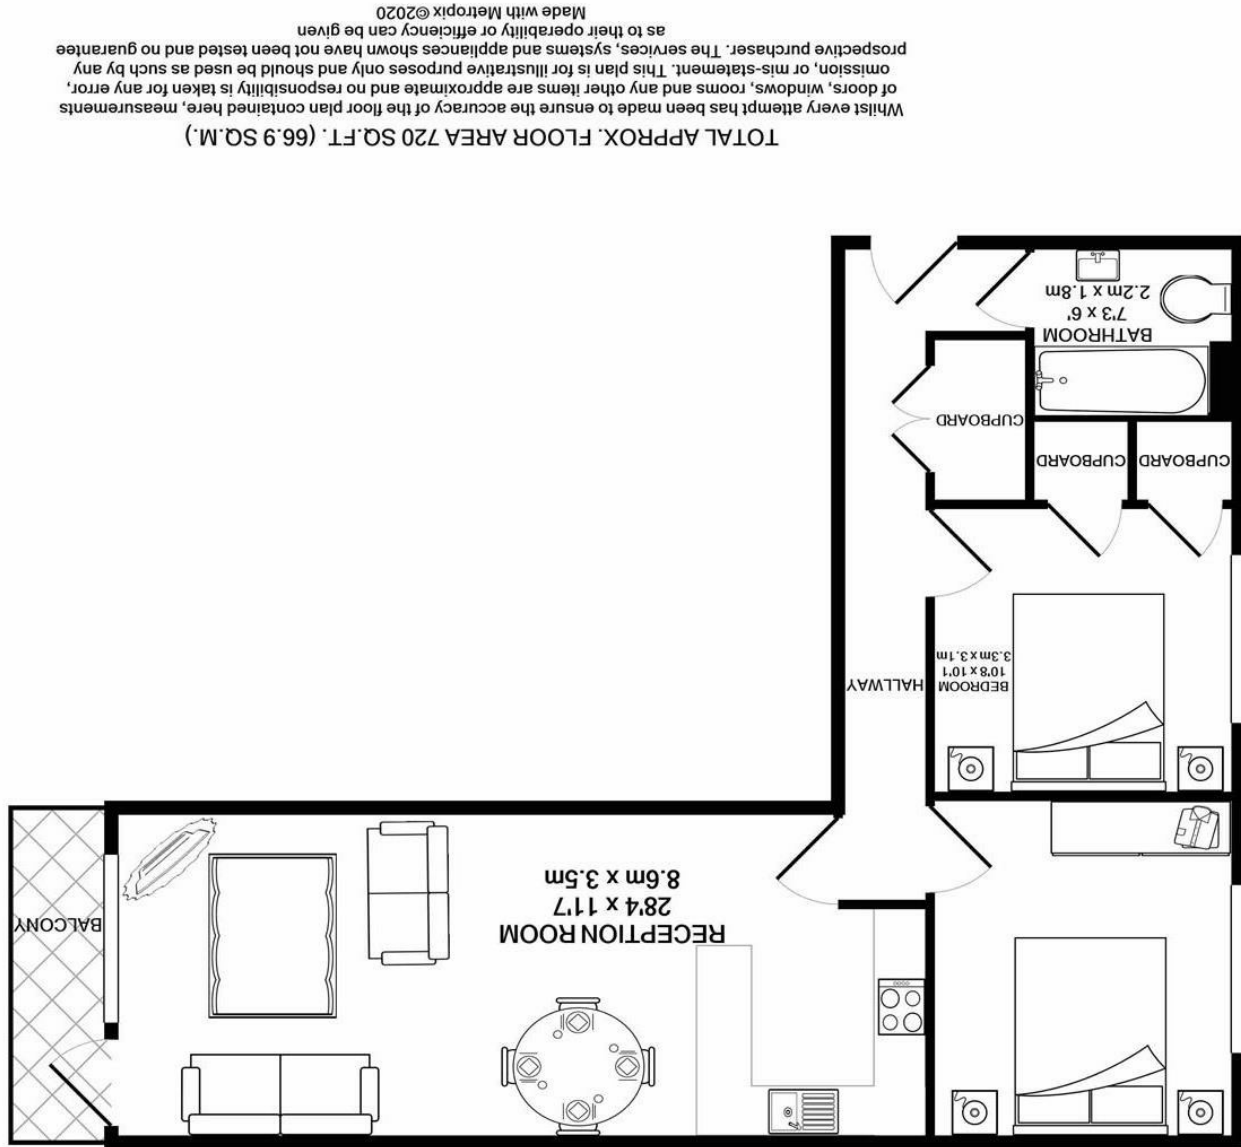 RECEPTION ROOM
28'4 x 11'7
8.6m x 3.5m
BALCONY
HALLWAY
BEDROOM
10'8 x 10'1
3.3m x 3.1m
CUPBOARD
CUPBOARD
CUPBOARD
BATHROOM
7'3 x 6'
2.2m x 1.8m
TOTAL APPROX. FLOOR AREA 720 SQ.FT. (66.9 SQ.M.)
Whilst every attempt has been made to ensure the accuracy of the floor plan contained here, measurements
of doors, windows, rooms and any other items are approximate and no responsibility is taken for any error,
omission, or mis-statement. This plan is for illustrative purposes only and should be used as such by any
prospective purchaser. The services, systems and appliances shown have not been tested and no guarantee
as to their operability or efficiency can be given
Made with Metropix ©2020